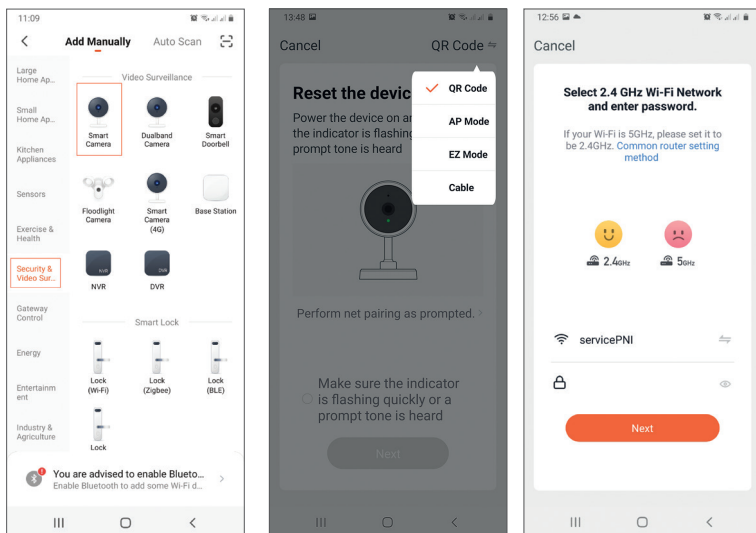 11:09
Add Manually Auto Scan
Large
Home Ap...
Small
Home Ap...
Kitchen
Appliances
Sensors
Exercise &
Health
Security &
Video Sur...
Gateway
Control
Energy
Entertainm
ent
Industry &
Agriculture
Video Surveillance
Smart
Camera
Dualband
Camera
Smart
Doorbell
Floodlight
Camera
Smart
Camera
(4G)
Base Station
NVR
NVR
DVR
DVR
Smart Lock
Lock
(Wi-Fi)
Lock
(Zigbee)
Lock
(BLE)
Lock
You are advised to enable Blueto...
Enable Bluetooth to add some Wi-Fi d...
13:48
Cancel QR Code
Reset the devic
Power the device on an
the indicator is flashing
prompt tone is heard
QR Code
AP Mode
EZ Mode
Cable
Perform net pairing as prompted.
Make sure the indicator
is flashing quickly or a
prompt tone is heard
Next
12:56
Cancel
Select 2.4 GHz Wi-Fi Network
and enter password.
If your Wi-Fi is 5GHz, please set it to
be 2.4GHz. Common router setting
method
2.4GHz
5GHz
servicePNI
Next